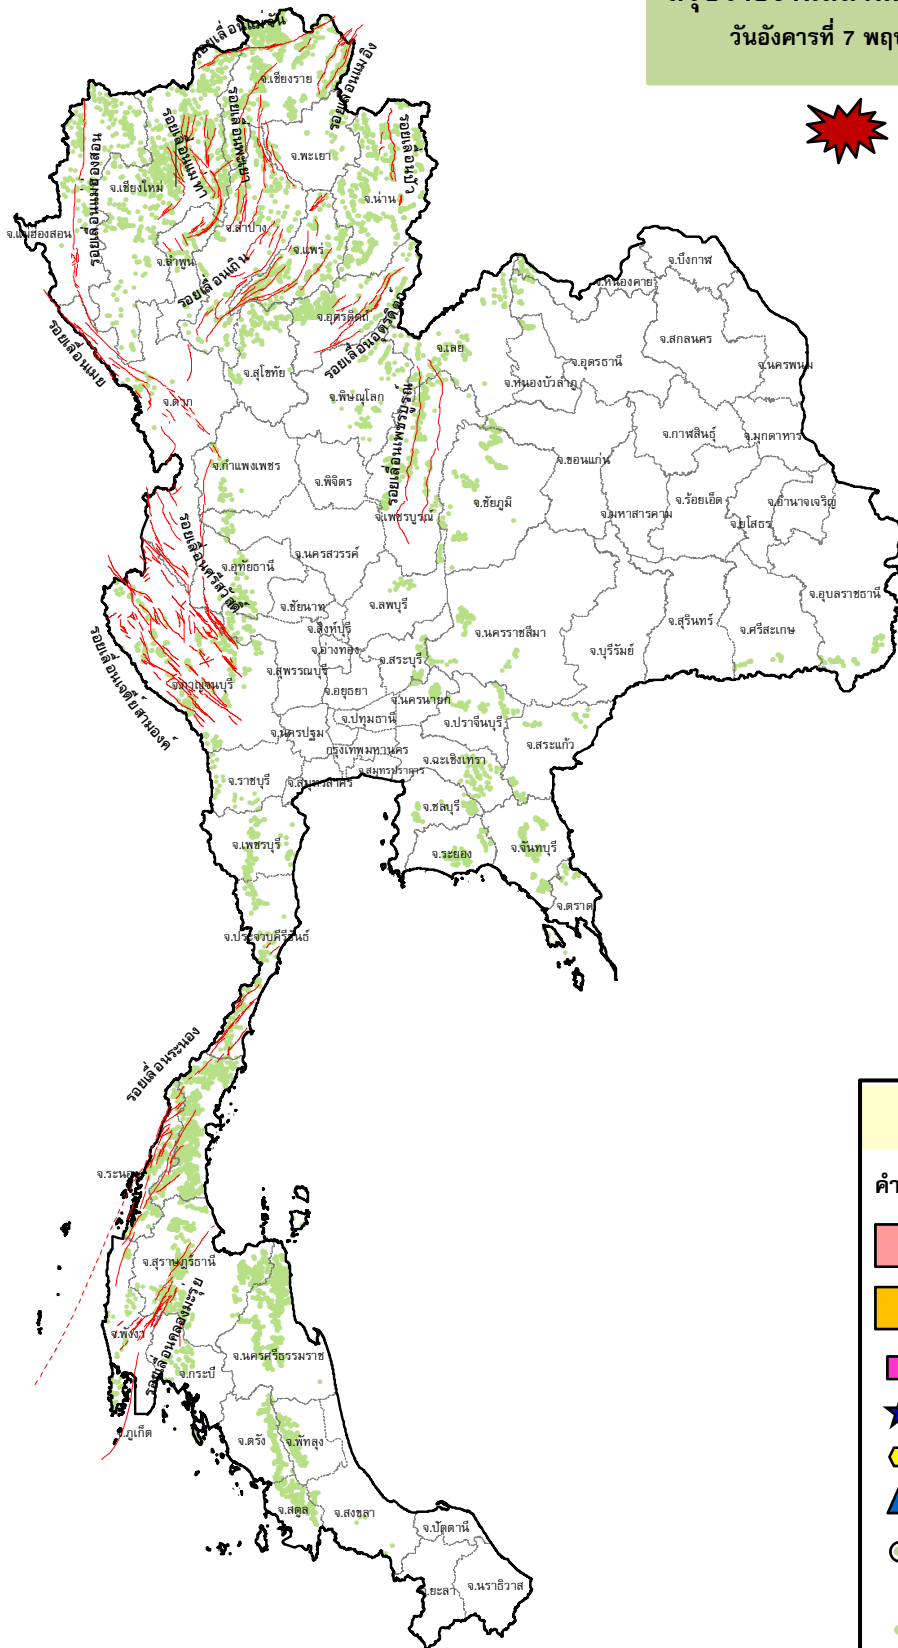 วันอังคารที่ 7 พฤษ
รอยเลื่อนแม่จัน
จ.เชียงราย
รอยเลื่อนแม่อิง
รอยเลื่อนแม่ฮ่องสอน
จ.เชียงใหม่
รอยเลื่อนแม่ทา
รอยเลื่อนพะเยา
จ.พะเยา
รอยเลื่อนปัว
จ.น่าน
จ.แม่ฮ่องสอน
จ.ลำปาง
จ.แพร่
จ.ลำพูน
รอยเลื่อนเถิน
จ.อุตรดิตถ์
รอยเลื่อนอุตรดิตถ์
รอยเลื่อนเมย
จ.สุโขทัย
จ.ตาก
จ.พิษณุโลก
จ.เลย
จ.บึงกาฬ
จ.หนองคาย
จ.สกลนคร
จ.นครพนม
จ.อุดรธานี
จ.หนองบัวลำภู
รอยเลื่อนเพชรบูรณ์
จ.กำแพงเพชร
จ.พิจิตร
จ.เพชรบูรณ์
จ.ขอนแก่น
จ.กาฬสินธุ์
จ.มุกดาหาร
จ.ชัยภูมิ
จ.มหาสารคาม
จ.ร้อยเอ็ด
จ.ยโสธร
จ.อำนาจเจริญ
รอยเลื่อนศรีสวัสดิ์
จ.นครสวรรค์
จ.อุทัยธานี
จ.ชัยนาท
จ.ลพบุรี
จ.สิงห์บุรี
จ.อ่างทอง
จ.สระบุรี
จ.นครราชสีมา
จ.บุรีรัมย์
จ.สุรินทร์
จ.ศรีสะเกษ
จ.อุบลราชธานี
รอยเลื่อนเจดีย์สามองค์
จ.กาญจนบุรี
จ.สุพรรณบุรี
จ.อยุธยา
จ.นครนายก
จ.ปทุมธานี
จ.ปราจีนบุรี
จ.สระแก้ว
จ.นครปฐม
กรุงเทพมหานคร
จ.ฉะเชิงเทรา
จ.สมุทรปราการ
จ.ราชบุรี
จ.สมุทรสาคร
จ.ชลบุรี
จ.เพชรบุรี
จ.ระยอง
จ.จันทบุรี
จ.ตราด
จ.ประจวบคีรีขันธ์
รอยเลื่อนระนอง
จ.ระนอง
จ.สุราษฎร์ธานี
รอยเลื่อนคลองมะรุ่ย
จ.พังงา
จ.นครศรีธรรมราช
จ.กระบี่
จ.ภูเก็ต
จ.ตรัง
จ.พัทลุง
จ.สตูล
จ.สงขลา
จ.ปัตตานี
จ.ยะลา
จ.นราธิวาส